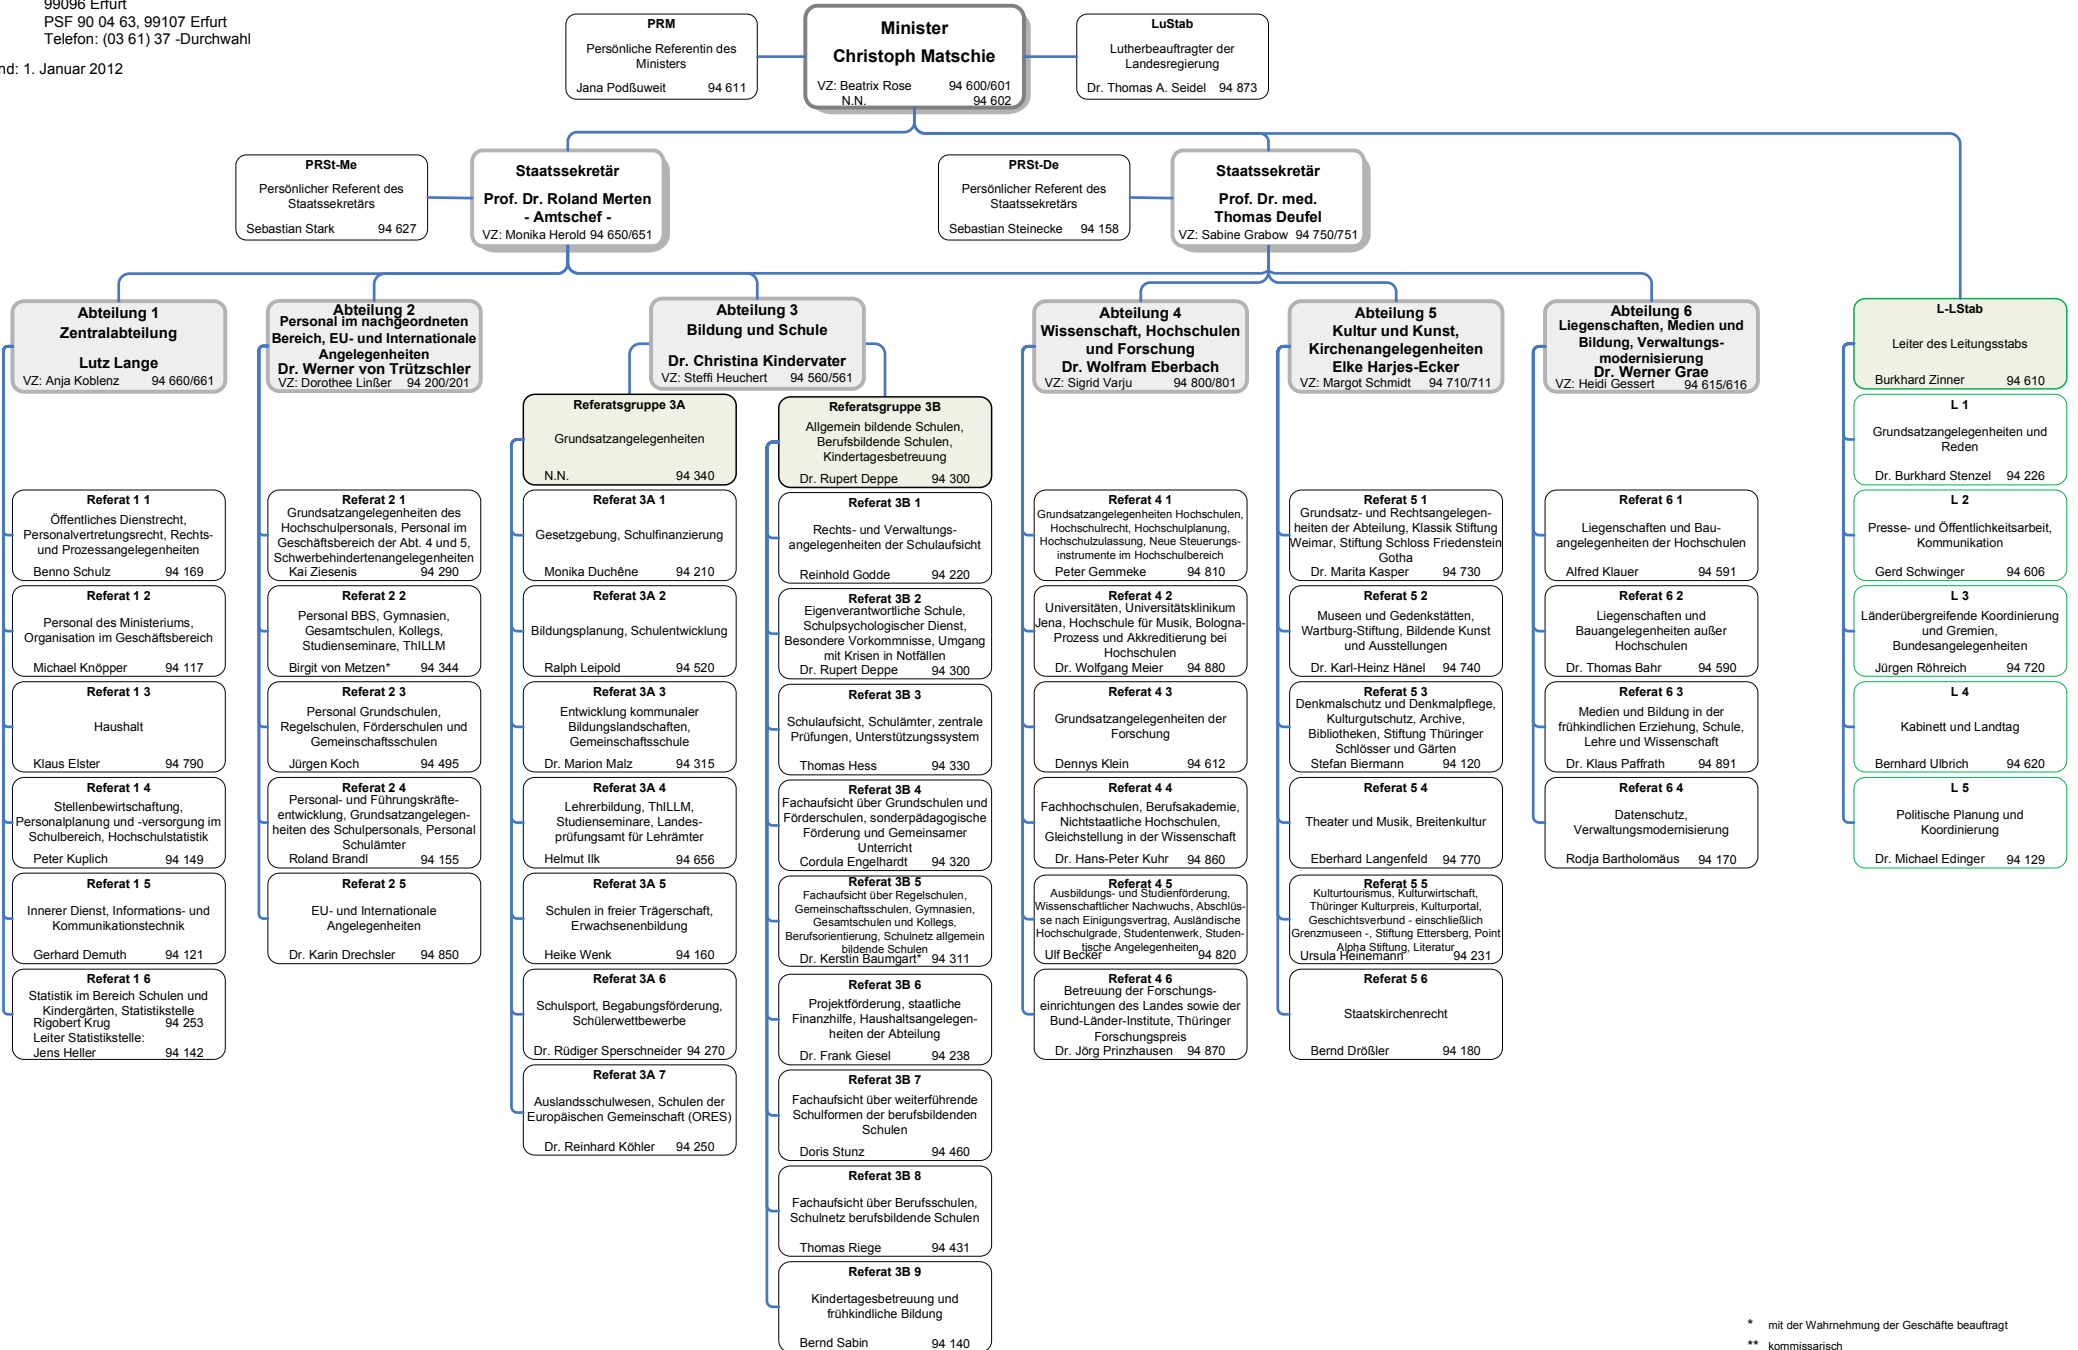 99096 Erfurt
PSF 90 04 63, 99107 Erfurt
Telefon: (03 61) 37 -Durchwahl
nd: 1. Januar 2012
PRM
Persönliche Referentin des
Ministers
Jana Podßuweit 94 611
Minister
Christoph Matschie
VZ: Beatrix Rose 94 600/601
N.N. 94 602
LuStab
Lutherbeauftragter der
Landesregierung
Dr. Thomas A. Seidel 94 873
PRSt-Me
Persönlicher Referent des
Staatssekretärs
Sebastian Stark 94 627
Staatssekretär
Prof. Dr. Roland Merten
- Amtschef -
VZ: Monika Herold 94 650/651
PRSt-De
Persönlicher Referent des
Staatssekretärs
Sebastian Steinecke 94 158
Staatssekretär
Prof. Dr. med.
Thomas Deufel
VZ: Sabine Grabow 94 750/751
Abteilung 1
Zentralabteilung
Lutz Lange
VZ: Anja Koblenz 94 660/661
Referat 1 1
Öffentliches Dienstrecht,
Personalvertretungsrecht, Rechts-
und Prozessangelegenheiten
Benno Schulz 94 169
Referat 1 2
Personal des Ministeriums,
Organisation im Geschäftsbereich
Michael Knöpper 94 117
Referat 1 3
Haushalt
Klaus Elster 94 790
Referat 1 4
Stellenbewirtschaftung,
Personalplanung und -versorgung im
Schulbereich, Hochschulstatistik
Peter Kuplich 94 149
Referat 1 5
Innerer Dienst, Informations- und
Kommunikationstechnik
Gerhard Demuth 94 121
Referat 1 6
Statistik im Bereich Schulen und
Kindergärten, Statistikstelle
Rigobert Krug 94 253
Leiter Statistikstelle:
Jens Heller 94 142
Abteilung 2
Personal im nachgeordneten
Bereich, EU- und Internationale
Angelegenheiten
Dr. Werner von Trützschler
VZ: Dorothee Linßer 94 200/201
Referat 2 1
Grundsatzangelegenheiten des
Hochschulpersonals, Personal im
Geschäftsbereich der Abt. 4 und 5,
Schwerbehindertenangelegenheiten
Kai Ziesenis 94 290
Referat 2 2
Personal BBS, Gymnasien,
Gesamtschulen, Kollegs,
Studienseminare, ThILLM
Birgit von Metzen* 94 344
Referat 2 3
Personal Grundschulen,
Regelschulen, Förderschulen und
Gemeinschaftsschulen
Jürgen Koch 94 495
Referat 2 4
Personal- und Führungskräfte-
entwicklung, Grundsatzangelegen-
heiten des Schulpersonals, Personal
Schulämter
Roland Brandl 94 155
Referat 2 5
EU- und Internationale
Angelegenheiten
Dr. Karin Drechsler 94 850
Abteilung 3
Bildung und Schule
Dr. Christina Kindervater
VZ: Steffi Heuchert 94 560/561
Referatsgruppe 3A
Grundsatzangelegenheiten
N.N. 94 340
Referat 3A 1
Gesetzgebung, Schulfinanzierung
Monika Duchêne 94 210
Referat 3A 2
Bildungsplanung, Schulentwicklung
Ralph Leipold 94 520
Referat 3A 3
Entwicklung kommunaler
Bildungslandschaften,
Gemeinschaftsschule
Dr. Marion Malz 94 315
Referat 3A 4
Lehrerbildung, ThILLM,
Studienseminare, Landes-
prüfungsamt für Lehrämter
Helmut Ilk 94 656
Referat 3A 5
Schulen in freier Trägerschaft,
Erwachsenenbildung
Heike Wenk 94 160
Referat 3A 6
Schulsport, Begabungsförderung,
Schülerwettbewerbe
Dr. Rüdiger Sperschneider 94 270
Referat 3A 7
Auslandsschulwesen, Schulen der
Europäischen Gemeinschaft (ORES)
Dr. Reinhard Köhler 94 250
Referatsgruppe 3B
Allgemein bildende Schulen,
Berufsbildende Schulen,
Kindertagesbetreuung
Dr. Rupert Deppe 94 300
Referat 3B 1
Rechts- und Verwaltungs-
angelegenheiten der Schulaufsicht
Reinhold Godde 94 220
Referat 3B 2
Eigenverantwortliche Schule,
Schulpsychologischer Dienst,
Besondere Vorkommnisse, Umgang
mit Krisen in Notfällen
Dr. Rupert Deppe 94 300
Referat 3B 3
Schulaufsicht, Schulämter, zentrale
Prüfungen, Unterstützungssystem
Thomas Hess 94 330
Referat 3B 4
Fachaufsicht über Grundschulen und
Förderschulen, sonderpädagogische
Förderung und Gemeinsamer
Unterricht
Cordula Engelhardt 94 320
Referat 3B 5
Fachaufsicht über Regelschulen,
Gemeinschaftsschulen, Gymnasien,
Gesamtschulen und Kollegs,
Berufsorientierung, Schulnetz allgemein
bildende Schulen
Dr. Kerstin Baumgart* 94 311
Referat 3B 6
Projektförderung, staatliche
Finanzhilfe, Haushaltsangelegen-
heiten der Abteilung
Dr. Frank Giesel 94 238
Referat 3B 7
Fachaufsicht über weiterführende
Schulformen der berufsbildenden
Schulen
Doris Stunz 94 460
Referat 3B 8
Fachaufsicht über Berufsschulen,
Schulnetz berufsbildende Schulen
Thomas Riege 94 431
Referat 3B 9
Kindertagesbetreuung und
frühkindliche Bildung
Bernd Sabin 94 140
Abteilung 4
Wissenschaft, Hochschulen
und Forschung
Dr. Wolfram Eberbach
VZ: Sigrid Varju 94 800/801
Referat 4 1
Grundsatzangelegenheiten Hochschulen,
Hochschulrecht, Hochschulplanung,
Hochschulzulassung, Neue Steuerungs-
instrumente im Hochschulbereich
Peter Gemmeke 94 810
Referat 4 2
Universitäten, Universitätsklinikum
Jena, Hochschule für Musik, Bologna-
Prozess und Akkreditierung bei
Hochschulen
Dr. Wolfgang Meier 94 880
Referat 4 3
Grundsatzangelegenheiten der
Forschung
Dennys Klein 94 612
Referat 4 4
Fachhochschulen, Berufsakademie,
Nichtstaatliche Hochschulen,
Gleichstellung in der Wissenschaft
Dr. Hans-Peter Kuhr 94 860
Referat 4 5
Ausbildungs- und Studienförderung,
Wissenschaftlicher Nachwuchs, Abschlüs-
se nach Einigungsvertrag, Ausländische
Hochschulgrade, Studentenwerk, Studen-
tische Angelegenheiten
Ulf Becker 94 820
Referat 4 6
Betreuung der Forschungs-
einrichtungen des Landes sowie der
Bund-Länder-Institute, Thüringer
Forschungspreis
Dr. Jörg Prinzhausen 94 870
Abteilung 5
Kultur und Kunst,
Kirchenangelegenheiten
Elke Harjes-Ecker
VZ: Margot Schmidt 94 710/711
Referat 5 1
Grundsatz- und Rechtsangelegen-
heiten der Abteilung, Klassik Stiftung
Weimar, Stiftung Schloss Friedenstein
Gotha
Dr. Marita Kasper 94 730
Referat 5 2
Museen und Gedenkstätten,
Wartburg-Stiftung, Bildende Kunst
und Ausstellungen
Dr. Karl-Heinz Hänel 94 740
Referat 5 3
Denkmalschutz und Denkmalpflege,
Kulturgutschutz, Archive,
Bibliotheken, Stiftung Thüringer
Schlösser und Gärten
Stefan Biermann 94 120
Referat 5 4
Theater und Musik, Breitenkultur
Eberhard Langenfeld 94 770
Referat 5 5
Kulturtourismus, Kulturwirtschaft,
Thüringer Kulturpreis, Kulturportal,
Geschichtsverbund - einschließlich
Grenzmuseen -, Stiftung Ettersberg, Point
Alpha Stiftung, Literatur
Ursula Heinemann* 94 231
Referat 5 6
Staatskirchenrecht
Bernd Drößler 94 180
Abteilung 6
Liegenschaften, Medien und
Bildung, Verwaltungs-
modernisierung
Dr. Werner Grae
VZ: Heidi Gessert 94 615/616
Referat 6 1
Liegenschaften und Bau-
angelegenheiten der Hochschulen
Alfred Klauer 94 591
Referat 6 2
Liegenschaften und
Bauangelegenheiten außer
Hochschulen
Dr. Thomas Bahr 94 590
Referat 6 3
Medien und Bildung in der
frühkindlichen Erziehung, Schule,
Lehre und Wissenschaft
Dr. Klaus Paffrath 94 891
Referat 6 4
Datenschutz,
Verwaltungsmodernisierung
Rodja Bartholomäus 94 170
L-LStab
Leiter des Leitungsstabs
Burkhard Zinner 94 610
L 1
Grundsatzangelegenheiten und
Reden
Dr. Burkhard Stenzel 94 226
L 2
Presse- und Öffentlichkeitsarbeit,
Kommunikation
Gerd Schwinger 94 606
L 3
Länderübergreifende Koordinierung
und Gremien,
Bundesangelegenheiten
Jürgen Röhreich 94 720
L 4
Kabinett und Landtag
Bernhard Ulbrich 94 620
L 5
Politische Planung und
Koordinierung
Dr. Michael Edinger 94 129
* mit der Wahrnehmung der Geschäfte beauftragt
** kommissarisch